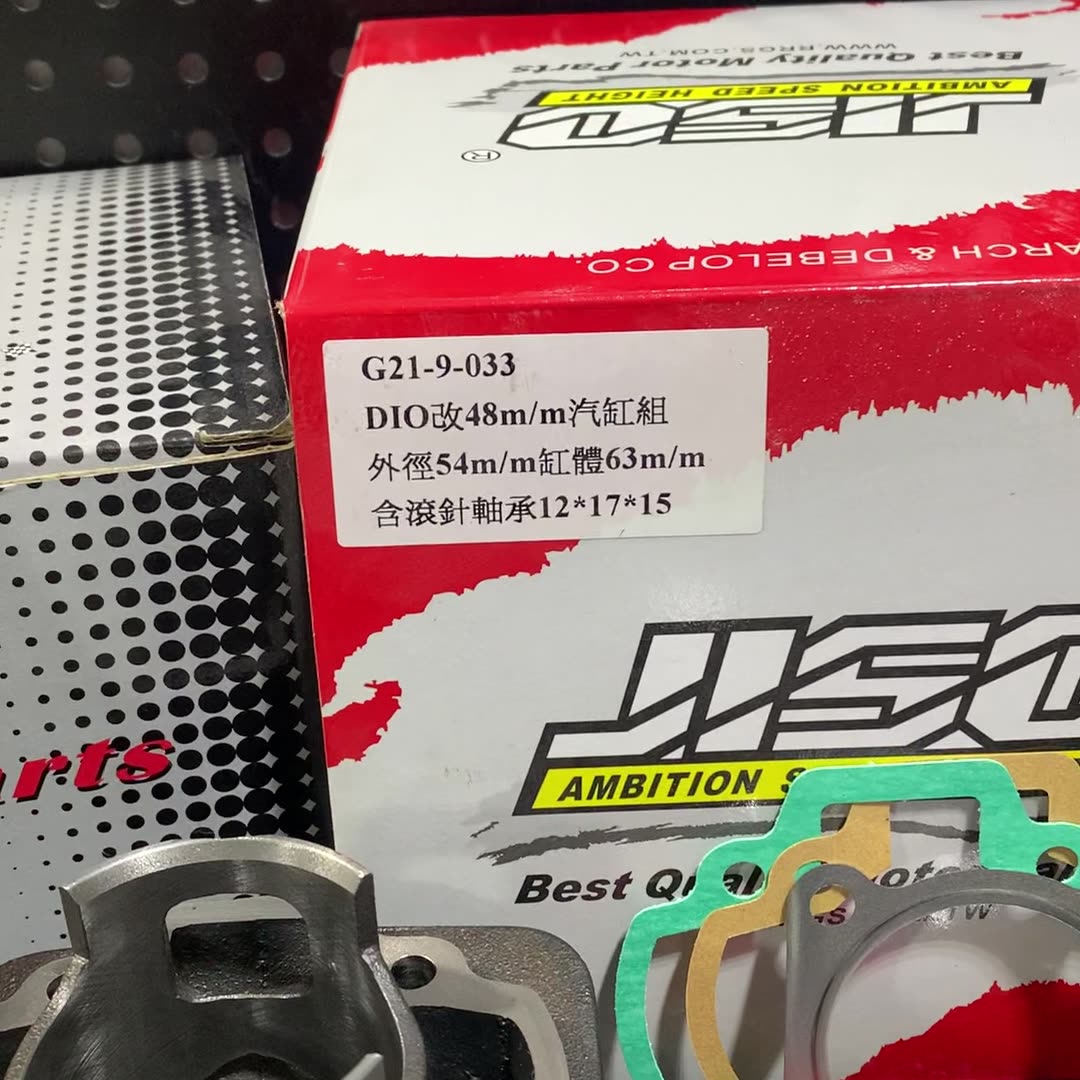 Best Quality Motor Parts
WWW.RRGS.COM.TW
AMBITION SPEED HEIGHT
®
ARCH & DEBELOP CO.
G21-9-033
DIO改48m/m汽缸組
外徑54m/m缸體63m/m
含滾針軸承12*17*15
AMBITION S
Best
arts